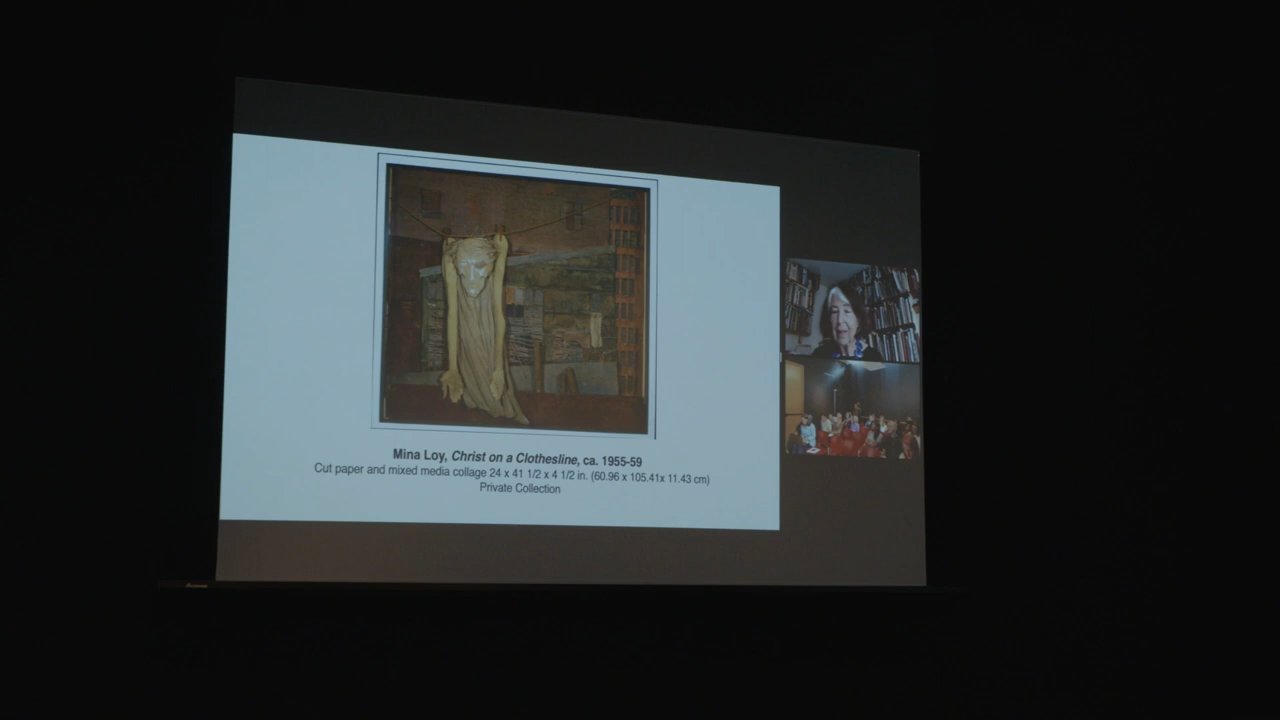 Mina Loy, Christ on a Clothesline, ca. 1955-59
Cut paper and mixed media collage 24 x 41 1/2 x 4 1/2 in. (60.96 x 105.41x 11.43 cm)
Private Collection